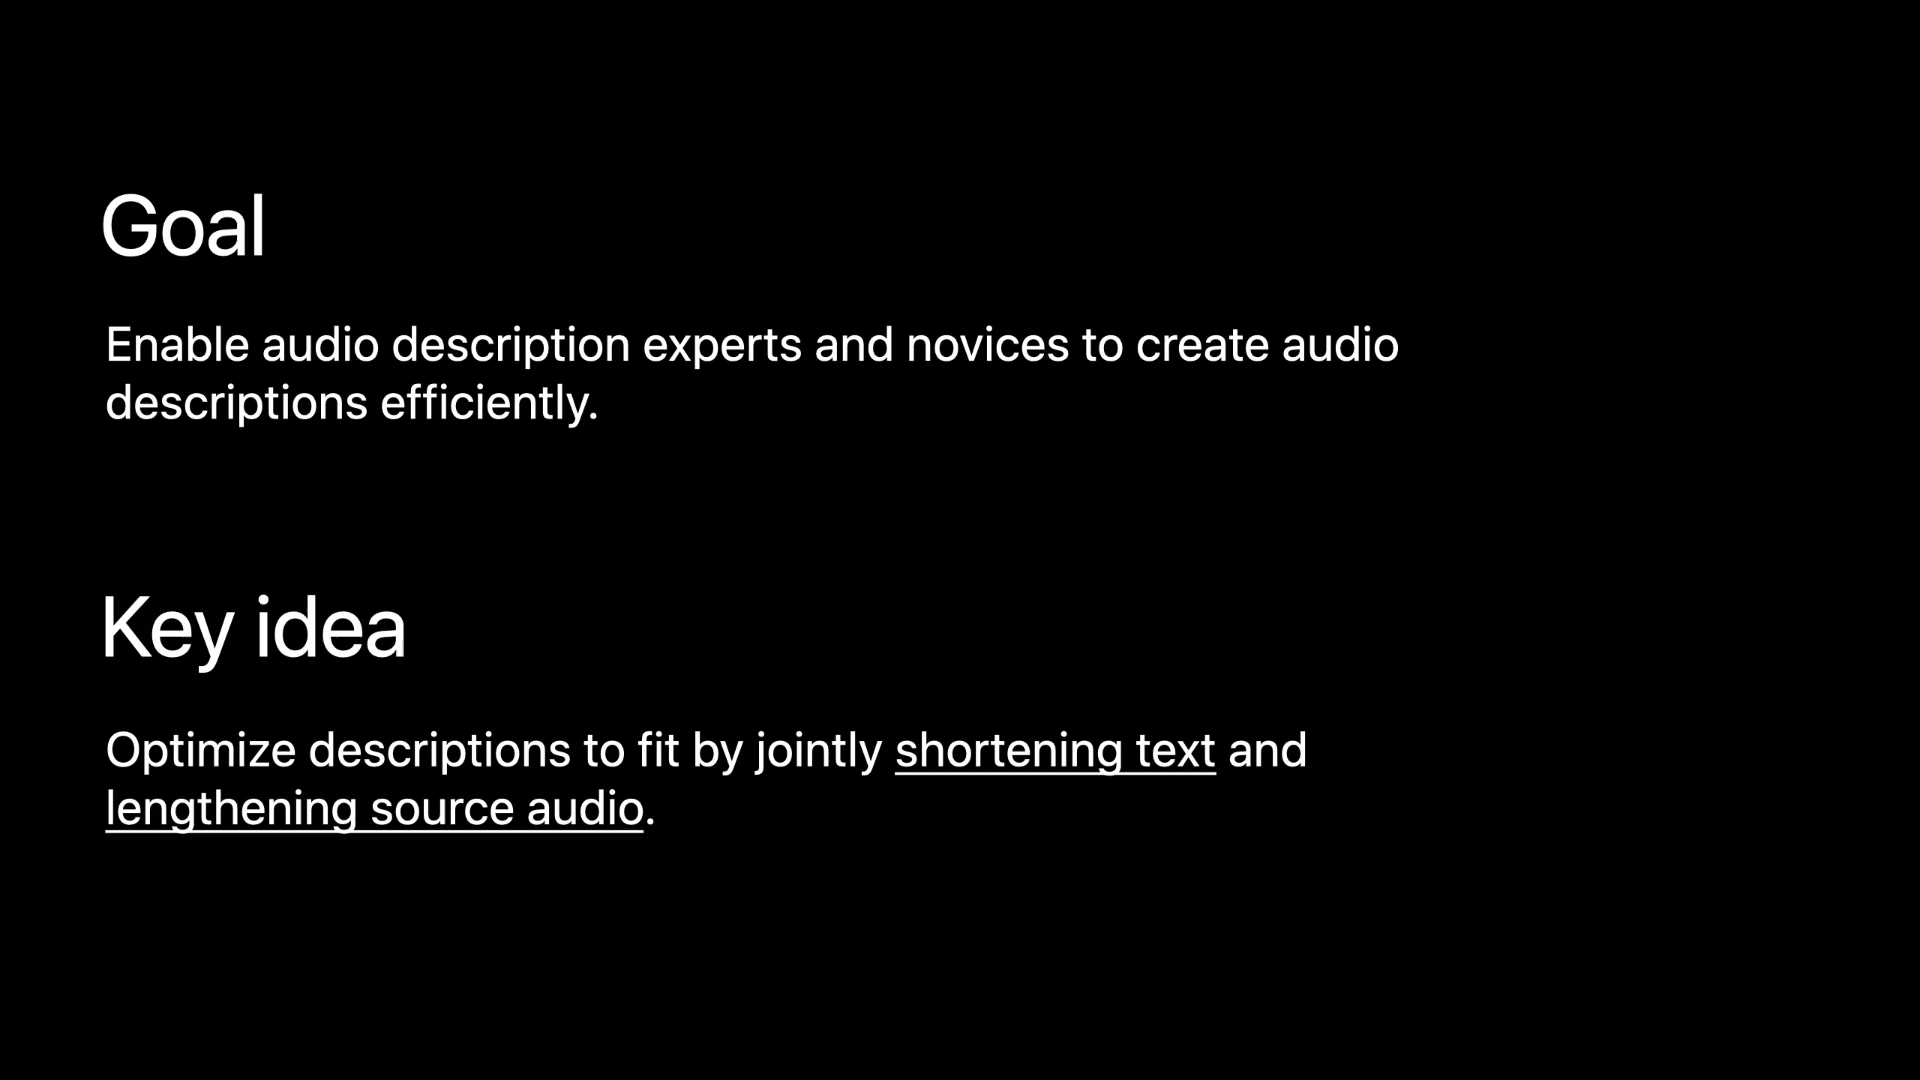 Goal
Enable audio description experts and novices to create audio
descriptions efficiently.
Key idea
Optimize descriptions to fit by jointly shortening text and
lengthening source audio.